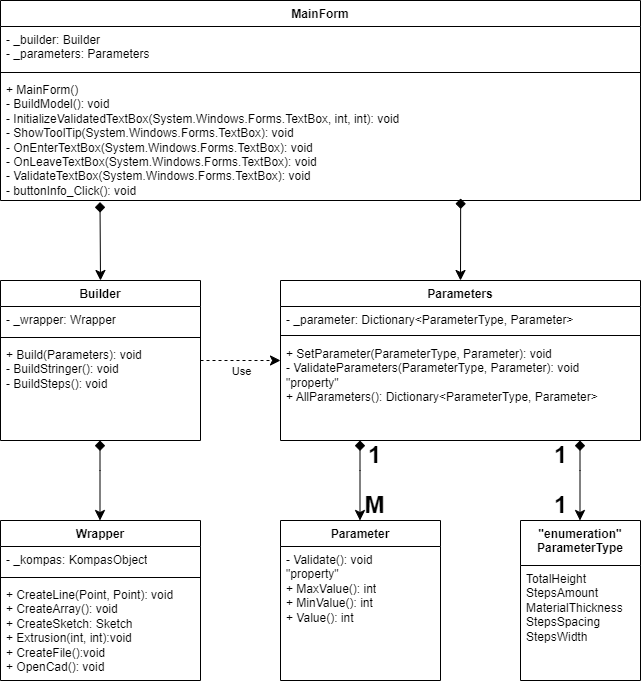 MainForm
- _builder: Builder
- _parameters: Parameters
+ MainForm()
- BuildModel(): void
- InitializeValidatedTextBox(System.Windows.Forms.TextBox, int, int): void
- ShowToolTip(System.Windows.Forms.TextBox): void
- OnEnterTextBox(System.Windows.Forms.TextBox): void
- OnLeaveTextBox(System.Windows.Forms.TextBox): void
- ValidateTextBox(System.Windows.Forms.TextBox): void
- buttonInfo_Click(): void
Builder
- _wrapper: Wrapper
+ Build(Parameters): void
- BuildStringer(): void
- BuildSteps(): void
Use
Parameters
- _parameter: Dictionary<ParameterType, Parameter>
+ SetParameter(ParameterType, Parameter): void
- ValidateParameters(ParameterType, Parameter): void
"property"
+ AllParameters(): Dictionary<ParameterType, Parameter>
1
M
1
1
Wrapper
- _kompas: KompasObject
+ CreateLine(Point, Point): void
+ CreateArray(): void
+ CreateSketch: Sketch
+ Extrusion(int, int):void
+ CreateFile():void
+ OpenCad(): void
Parameter
- Validate(): void
"property"
+ MaxValue(): int
+ MinValue(): int
+ Value(): int
"enumeration"
ParameterType
TotalHeight
StepsAmount
MaterialThickness
StepsSpacing
StepsWidth